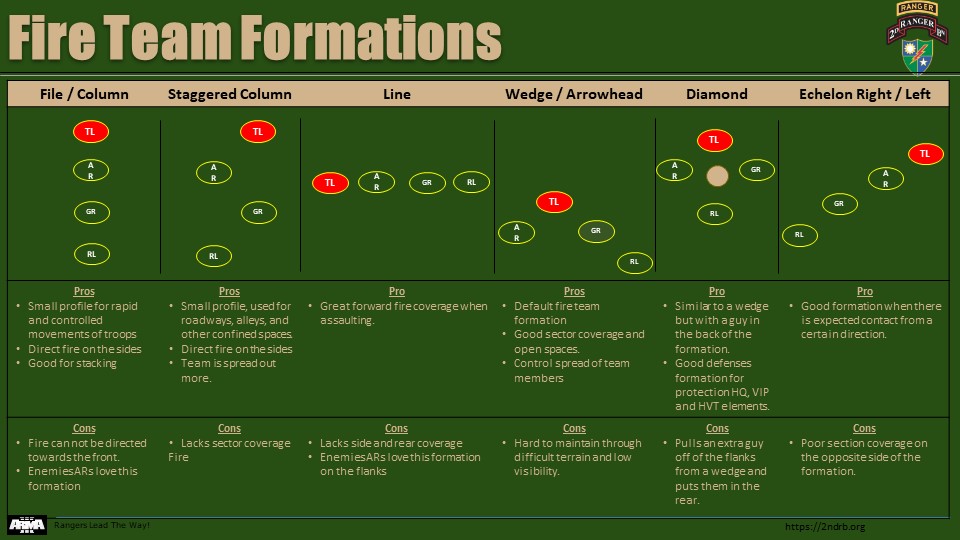 Fire Team Formations
RANGER
2D RANGER BN
File / Column
Staggered Column
Line
Wedge / Arrowhead
Diamond
Echelon Right / Left
TL
A
R
GR
RL
TL
A
R
GR
RL
TL
A
R
GR
RL
TL
A
R
GR
RL
TL
A
R
GR
RL
TL
A
R
GR
RL
Pros
• Small profile for rapid
and controlled
movements of troops
• Direct fire on the sides
• Good for stacking
Pros
• Small profile, used for
roadways, alleys, and
other confined spaces.
• Direct fire on the sides
• Team is spread out
more.
Pro
• Great forward fire coverage when
assaulting.
Pros
• Default fire team
formation
• Good sector coverage and
open spaces.
• Control spread of team
members
Pro
• Similar to a wedge
but with a guy in
the back of the
formation.
• Good defenses
formation for
protection HQ, VIP
and HVT elements.
Pro
• Good formation when there
is expected contact from a
certain direction.
Cons
• Fire can not be directed
towards the front.
• Enemies ARs love this
formation
Cons
• Lacks sector coverage
Fire
Cons
• Lacks side and rear coverage
• Enemies ARs love this formation
on the flanks
Cons
• Hard to maintain through
difficult terrain and low
visibility.
Cons
• Pulls an extra guy
off of the flanks
from a wedge and
puts them in the
rear.
Cons
• Poor section coverage on
the opposite side of the
formation.
ARMA
III
Rangers Lead The Way!
https://2ndrb.org